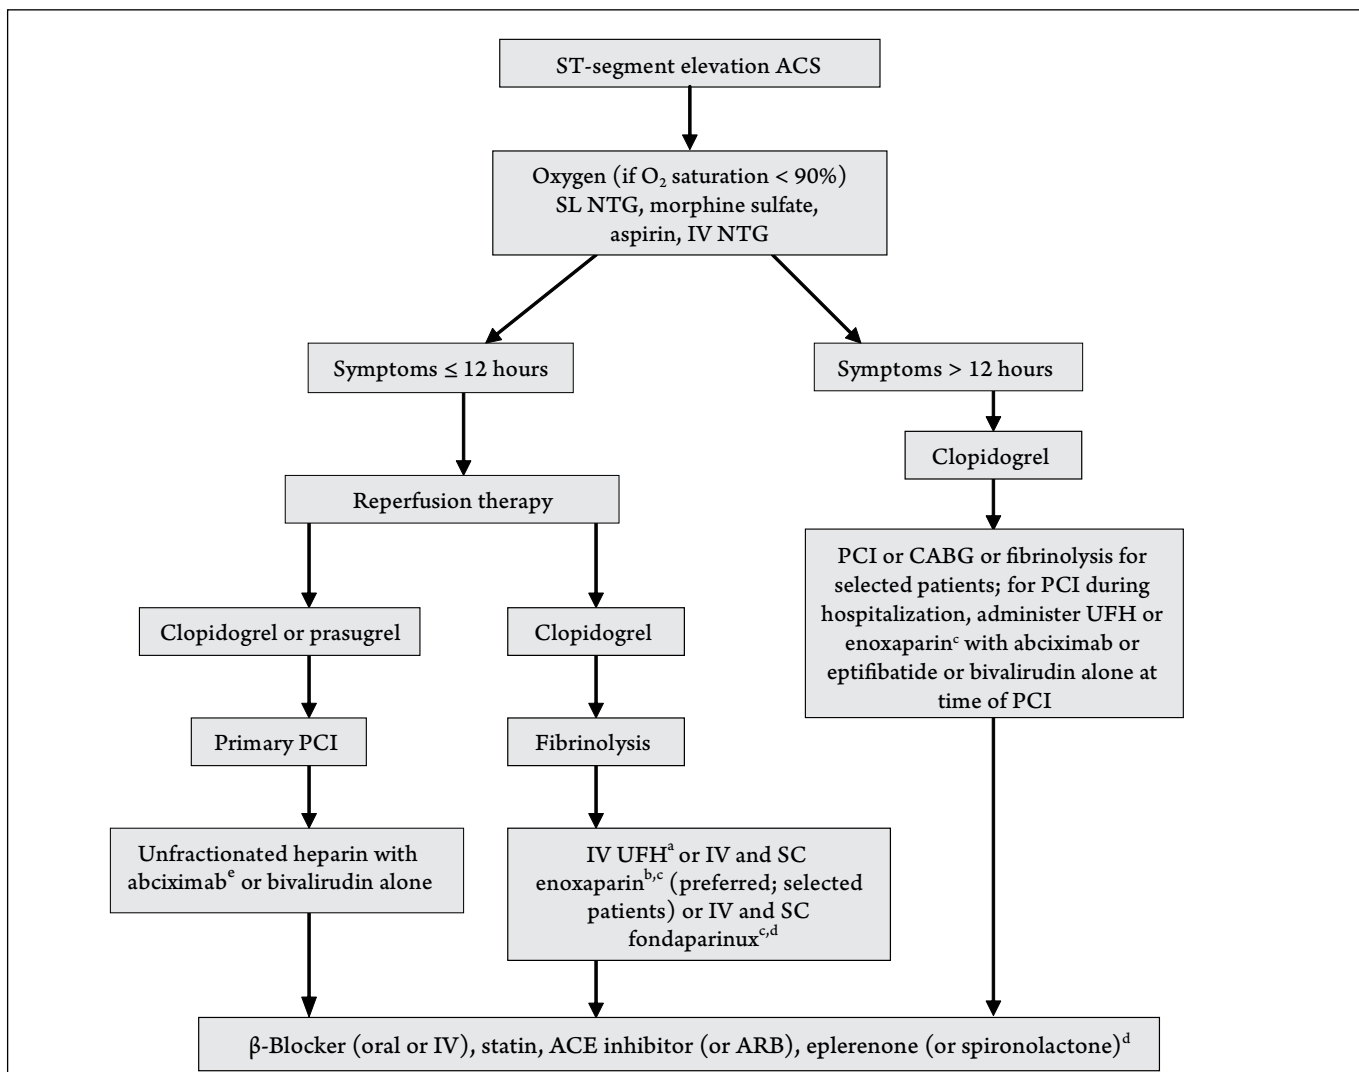 ST-segment elevation ACS
Oxygen (if O₂ saturation < 90%)
SL NTG, morphine sulfate,
aspirin, IV NTG
Symptoms ≤ 12 hours
Symptoms > 12 hours
Clopidogrel
Reperfusion therapy
PCI or CABG or fibrinolysis for
selected patients; for PCI during
hospitalization, administer UFH or
enoxaparinᶜ with abciximab or
eptifibatide or bivalirudin alone at
time of PCI
Clopidogrel or prasugrel
Clopidogrel
Primary PCI
Fibrinolysis
Unfractionated heparin with
abciximabᵉ or bivalirudin alone
IV UFHᵃ or IV and SC
enoxaparinᵇ,ᶜ (preferred; selected
patients) or IV and SC
fondaparinuxᶜ,ᵈ
β-Blocker (oral or IV), statin, ACE inhibitor (or ARB), eplerenone (or spironolactone)ᵈ